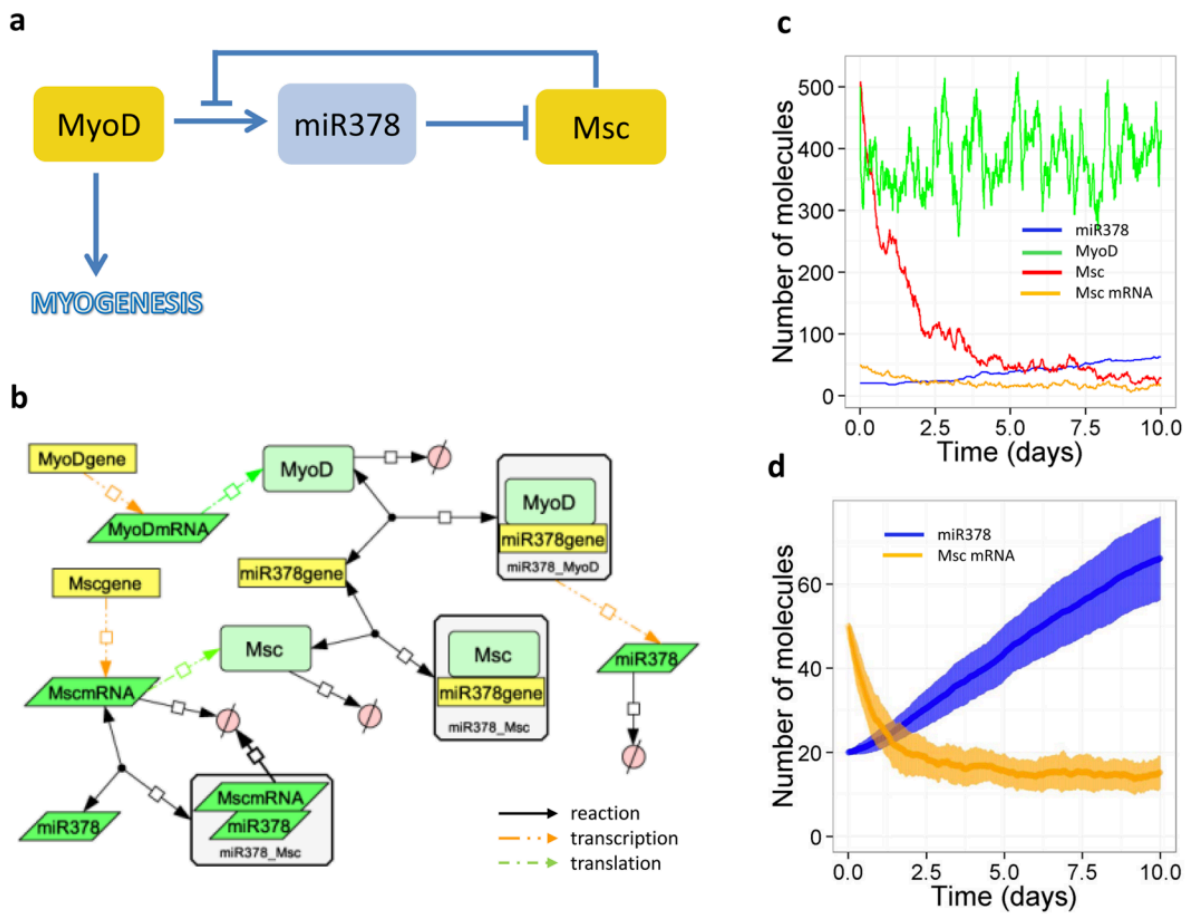 a
MyoD
miR378
Msc
MYOGENESIS
b
MyoDgene
MyoD
MyoDmRNA
MyoD
miR378gene
miR378_MyoD
miR378gene
Mscgene
Msc
Msc
miR378gene
miR378_Msc
miR378
MscmRNA
miR378
MscmRNA
miR378
miR378_Msc
reaction
transcription
translation
c
Number of molecules
500
400
300
200
100
0
miR378
MyoD
Msc
Msc mRNA
0.0 2.5 5.0 7.5 10.0
Time (days)
d
Number of molecules
60
40
20
0
miR378
Msc mRNA
0.0 2.5 5.0 7.5 10.0
Time (days)